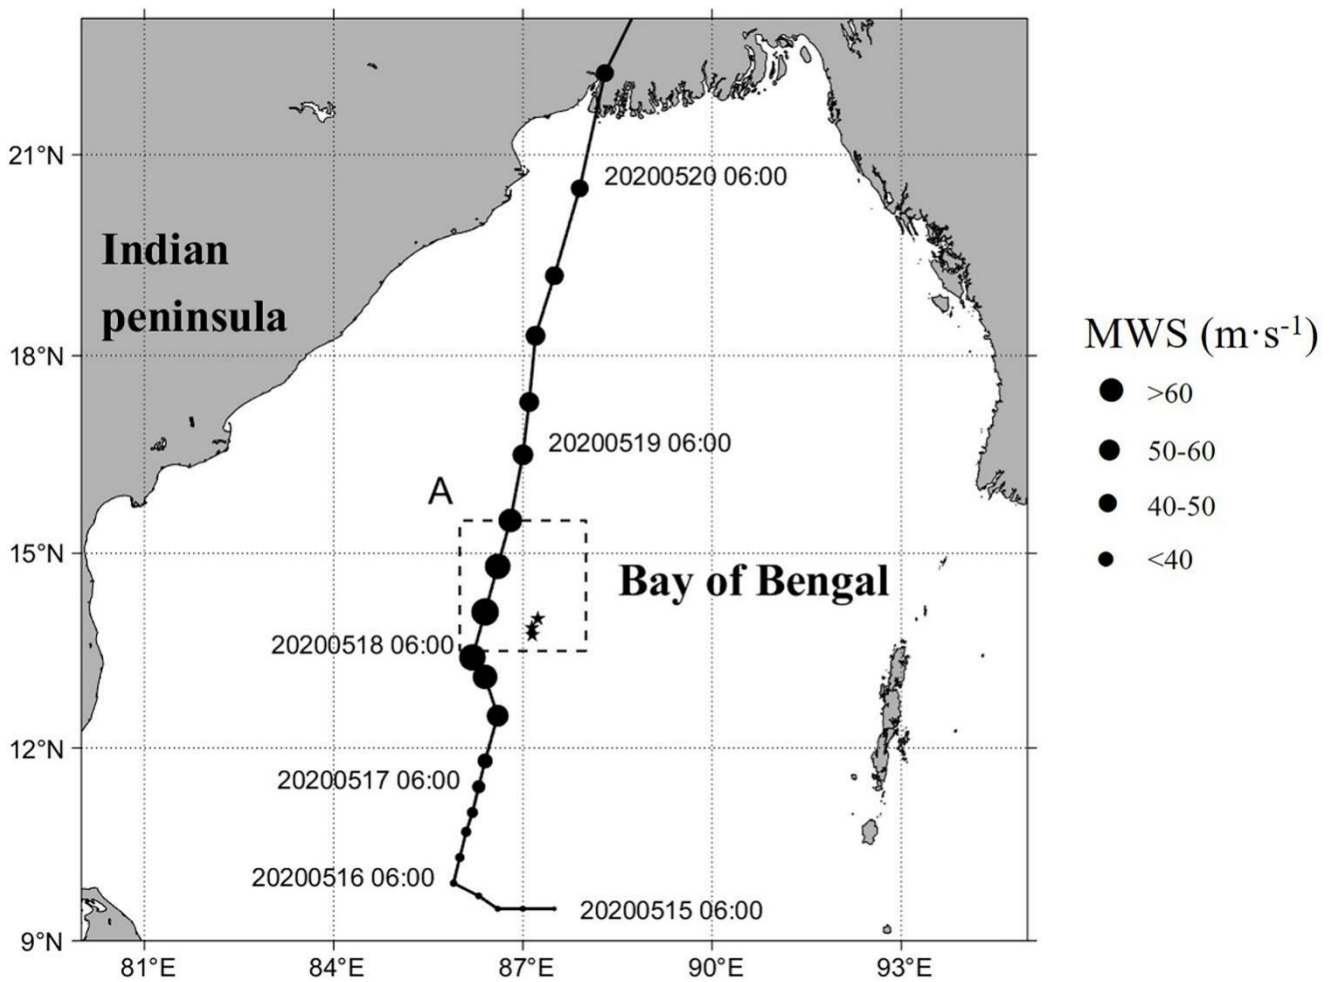 21°N
20200520 06:00
Indian
peninsula
18°N
MWS (m·s-1)
>60
50-60
40-50
<40
20200519 06:00
A
15°N
Bay of Bengal
20200518 06:00
12°N
20200517 06:00
20200516 06:00
20200515 06:00
9°N
81°E 84°E 87°E 90°E 93°E